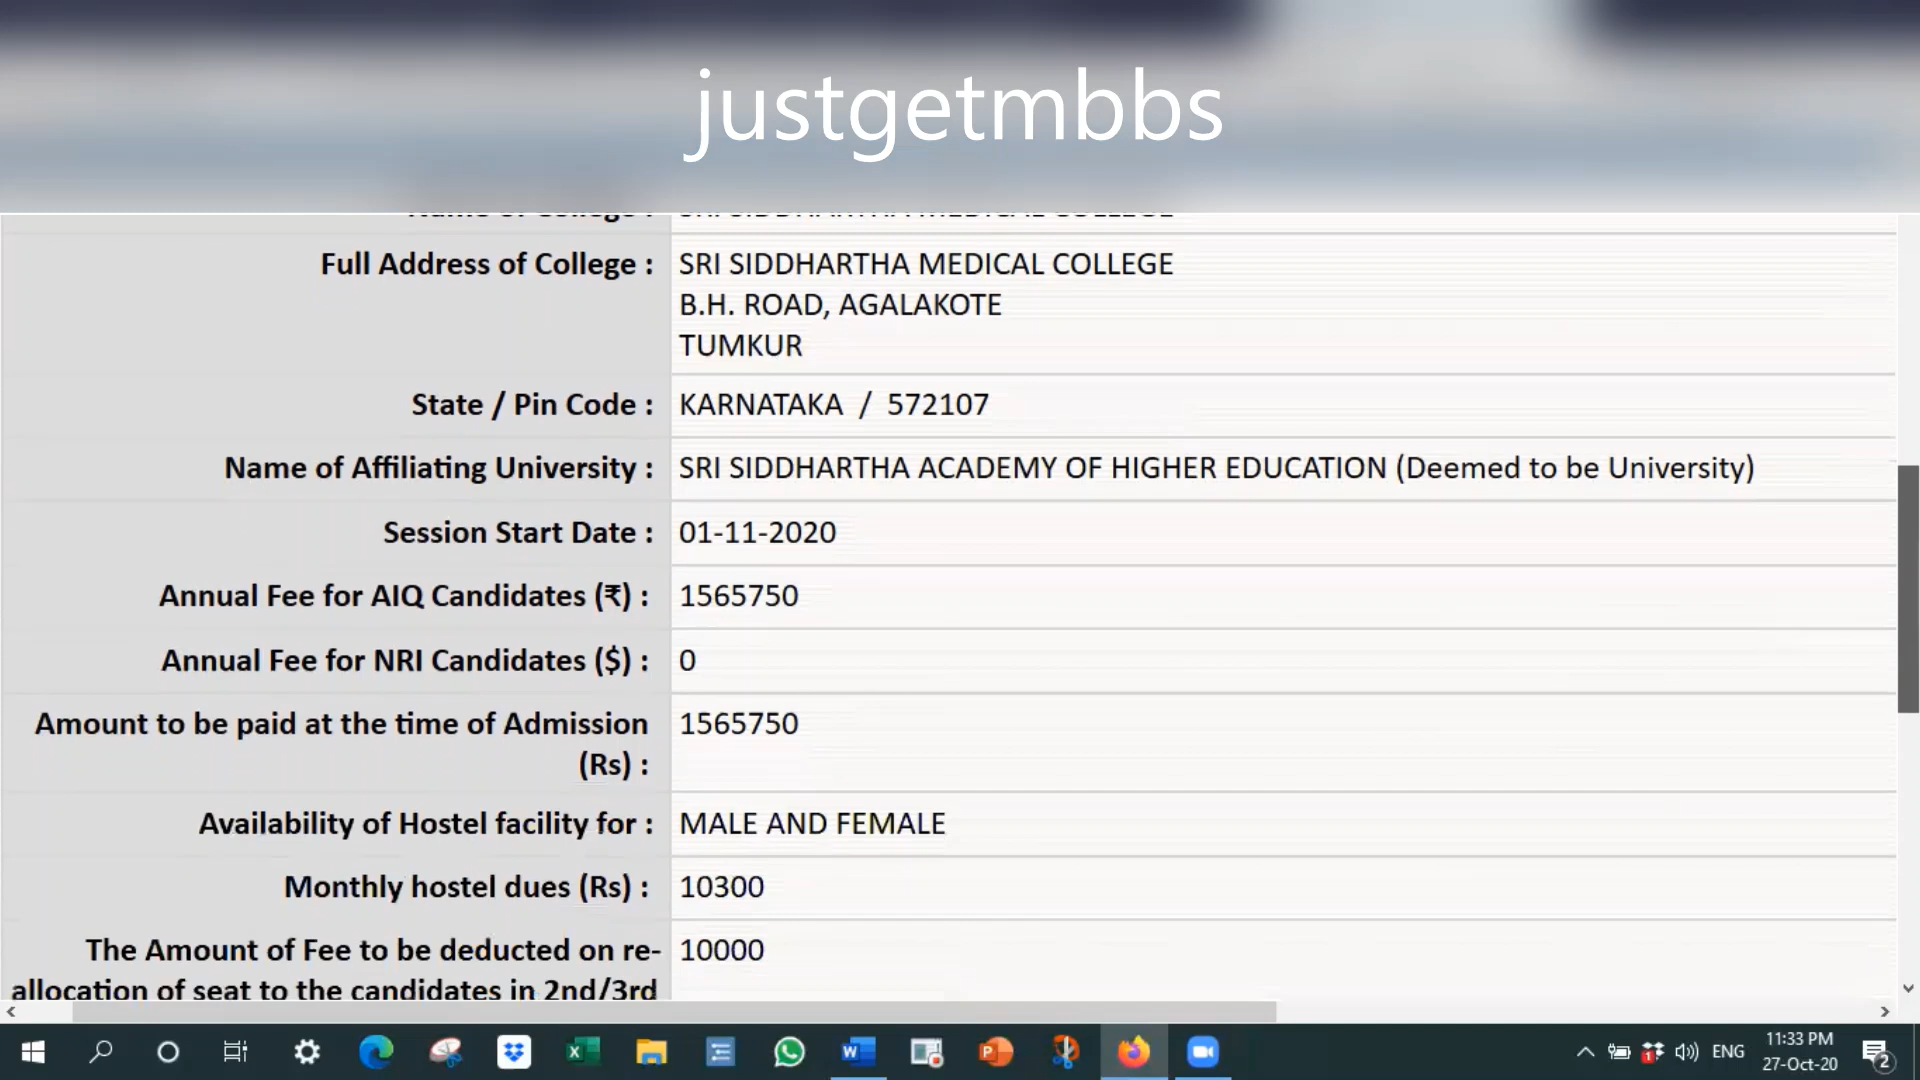 justgetmbbs
Full Address of College : SRI SIDDHARTHA MEDICAL COLLEGE
B.H. ROAD, AGALAKOTE
TUMKUR
State / Pin Code : KARNATAKA / 572107
Name of Affiliating University : SRI SIDDHARTHA ACADEMY OF HIGHER EDUCATION (Deemed to be University)
Session Start Date : 01-11-2020
Annual Fee for AIQ Candidates (₹) : 1565750
Annual Fee for NRI Candidates ($) : 0
Amount to be paid at the time of Admission 1565750
(Rs) :
Availability of Hostel facility for : MALE AND FEMALE
Monthly hostel dues (Rs) : 10300
The Amount of Fee to be deducted on re- 10000
allocation of seat to the candidates in 2nd/3rd
ENG
11:33 PM
27-Oct-20
2